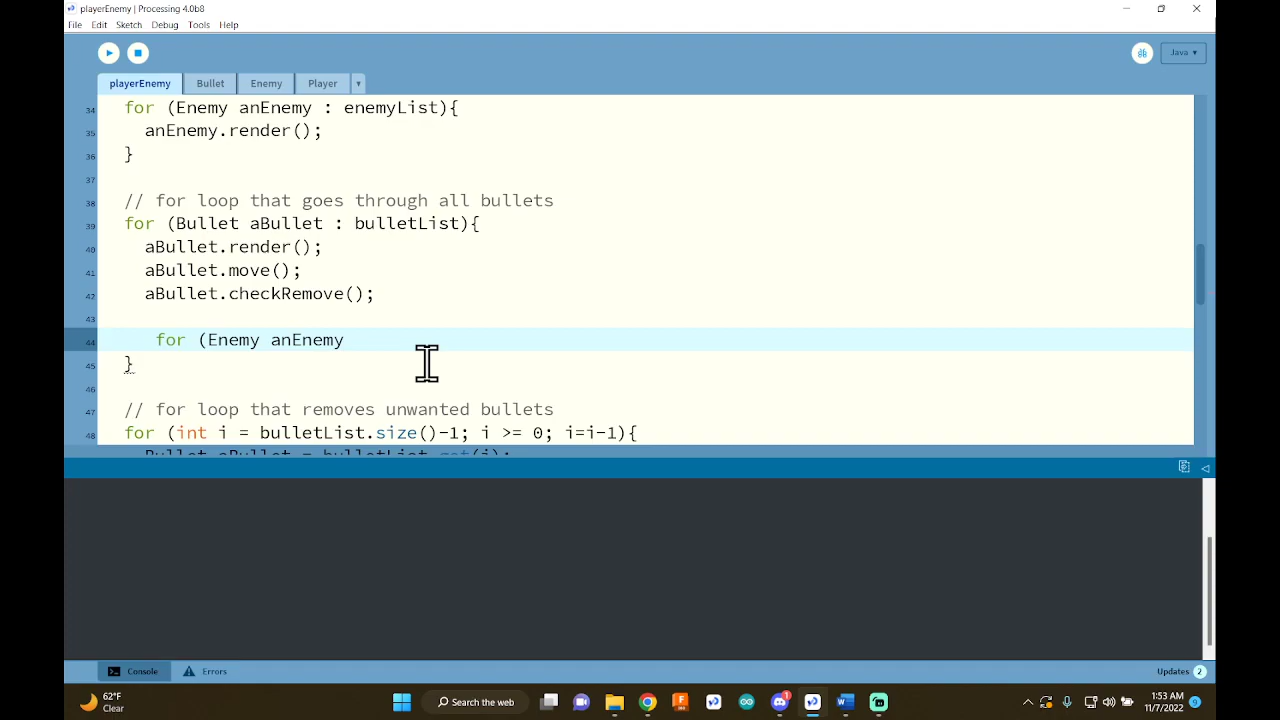 playerEnemy | Processing 4.0b8
File Edit Sketch Debug Tools Help
Java ▾
playerEnemy Bullet Enemy Player ▾
34 for (Enemy anEnemy : enemyList){
35 anEnemy.render();
36 }
37
38 // for loop that goes through all bullets
39 for (Bullet aBullet : bulletList){
40 aBullet.render();
41 aBullet.move();
42 aBullet.checkRemove();
43
44 for (Enemy anEnemy
45 }
46
47 // for loop that removes unwanted bullets
48 for (int i = bulletList.size()-1; i >= 0; i=i-1){
Bullet aBullet = bulletList.get(i);
Console Errors Updates 2
62°F
Clear
Search the web
1
1:53 AM
11/7/2022
9